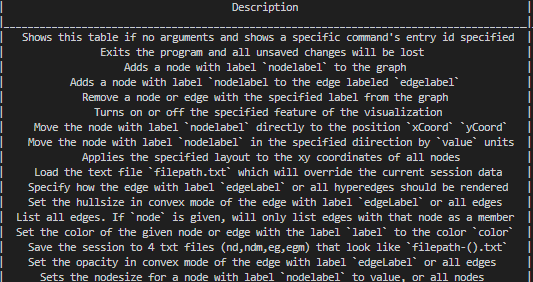 Description
Shows this table if no arguments and shows a specific command's entry id specified
Exits the program and all unsaved changes will be lost
Adds a node with label `nodelabel` to the graph
Adds a node with label `nodelabel to the edge labeled `edgelabel`
Remove a node or edge with the specified label from the graph
Turns on or off the specified feature of the visualization
Move the node with label `nodelabel` directly to the position `xCoord` `yCoord`
Move the node with label `nodelabel` in the specified diirection by `value` units
Applies the specified layout to the xy coordinates of all nodes
Load the text file `filepath.txt` which will override the current session data
Specify how the edge with label `edgeLabel` or all hyperedges should be rendered
Set the hullsize in convex mode of the edge with label `edgeLabel` or all edges
List all edges. If `node` is given, will only list edges with that node as a member
Set the color of the given node or edge with the label `label` to the color `color`
Save the session to 4 txt files (nd,ndm,eg,egm) that look like `filepath-().txt`
Set the opacity in convex mode of the edge with label `edgeLabel` or all edges
Sets the nodesize for a node with label `nodelabel` to value, or all nodes